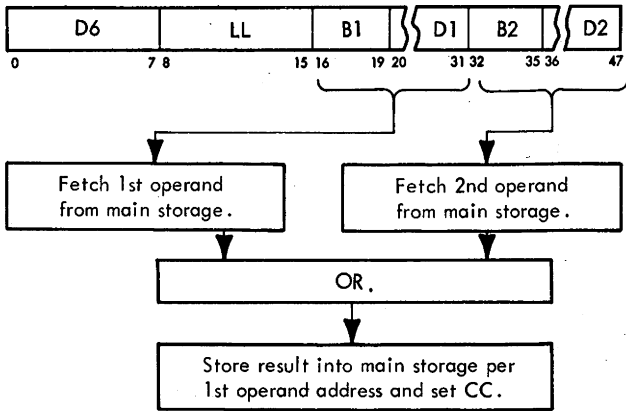 D6 LL B1 D1 B2 D2
0 7 8 15 16 19 20 31 32 35 36 47
Fetch 1st operand
from main storage.
Fetch 2nd operand
from main storage.
OR.
Store result into main storage per
1st operand address and set CC.